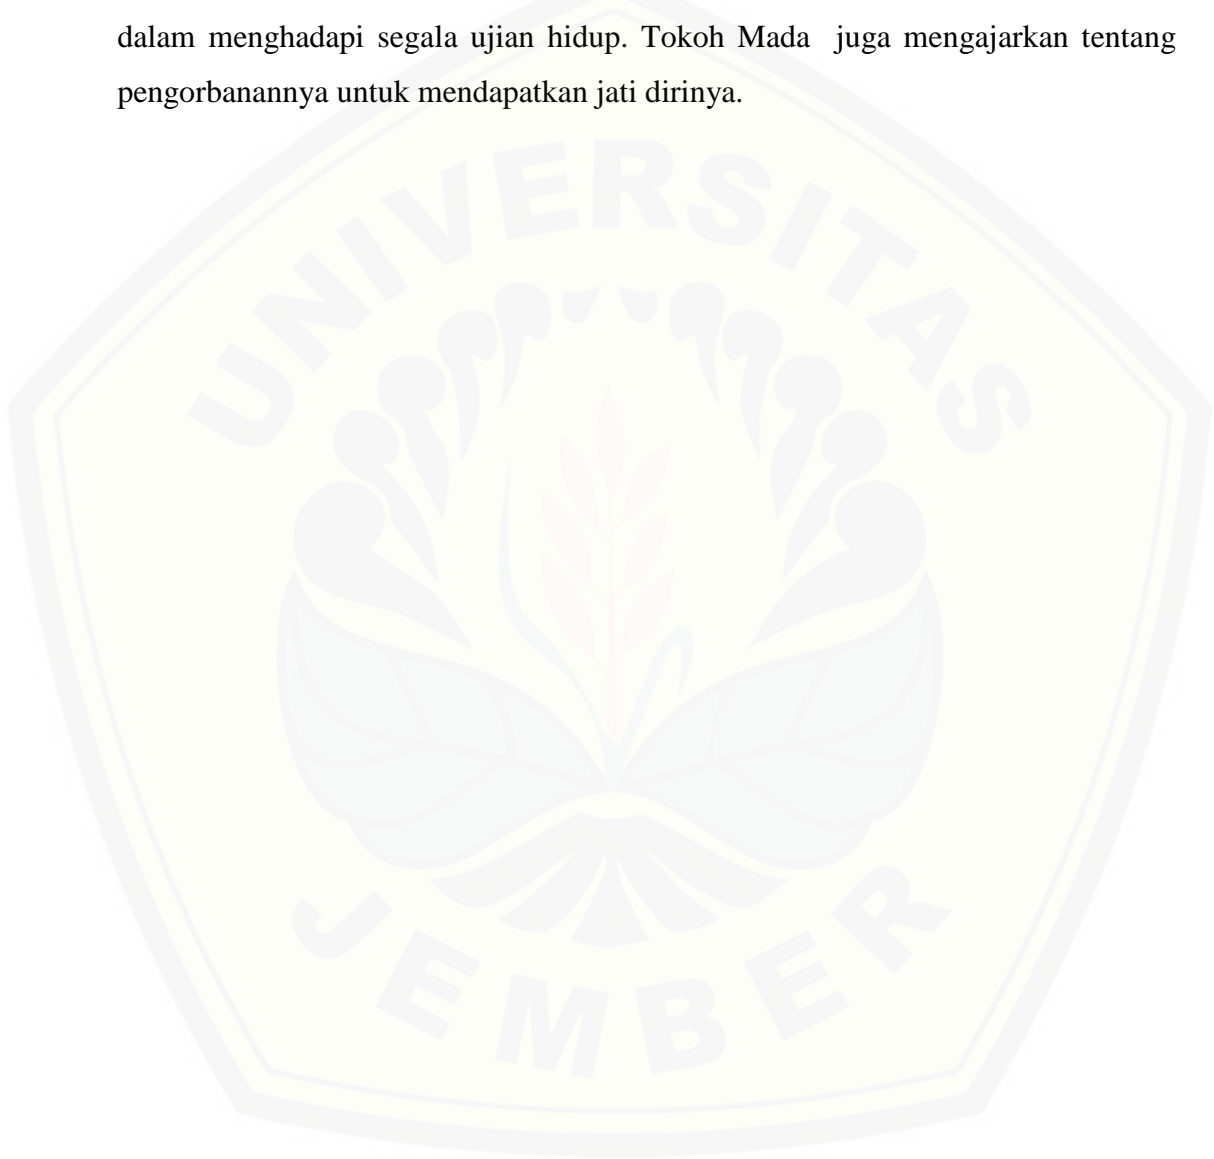 dalam menghadapi segala ujian hidup. Tokoh Mada juga mengajarkan tentang
pengorbanannya untuk mendapatkan jati dirinya.
UNIVERSITAS
JEMBER